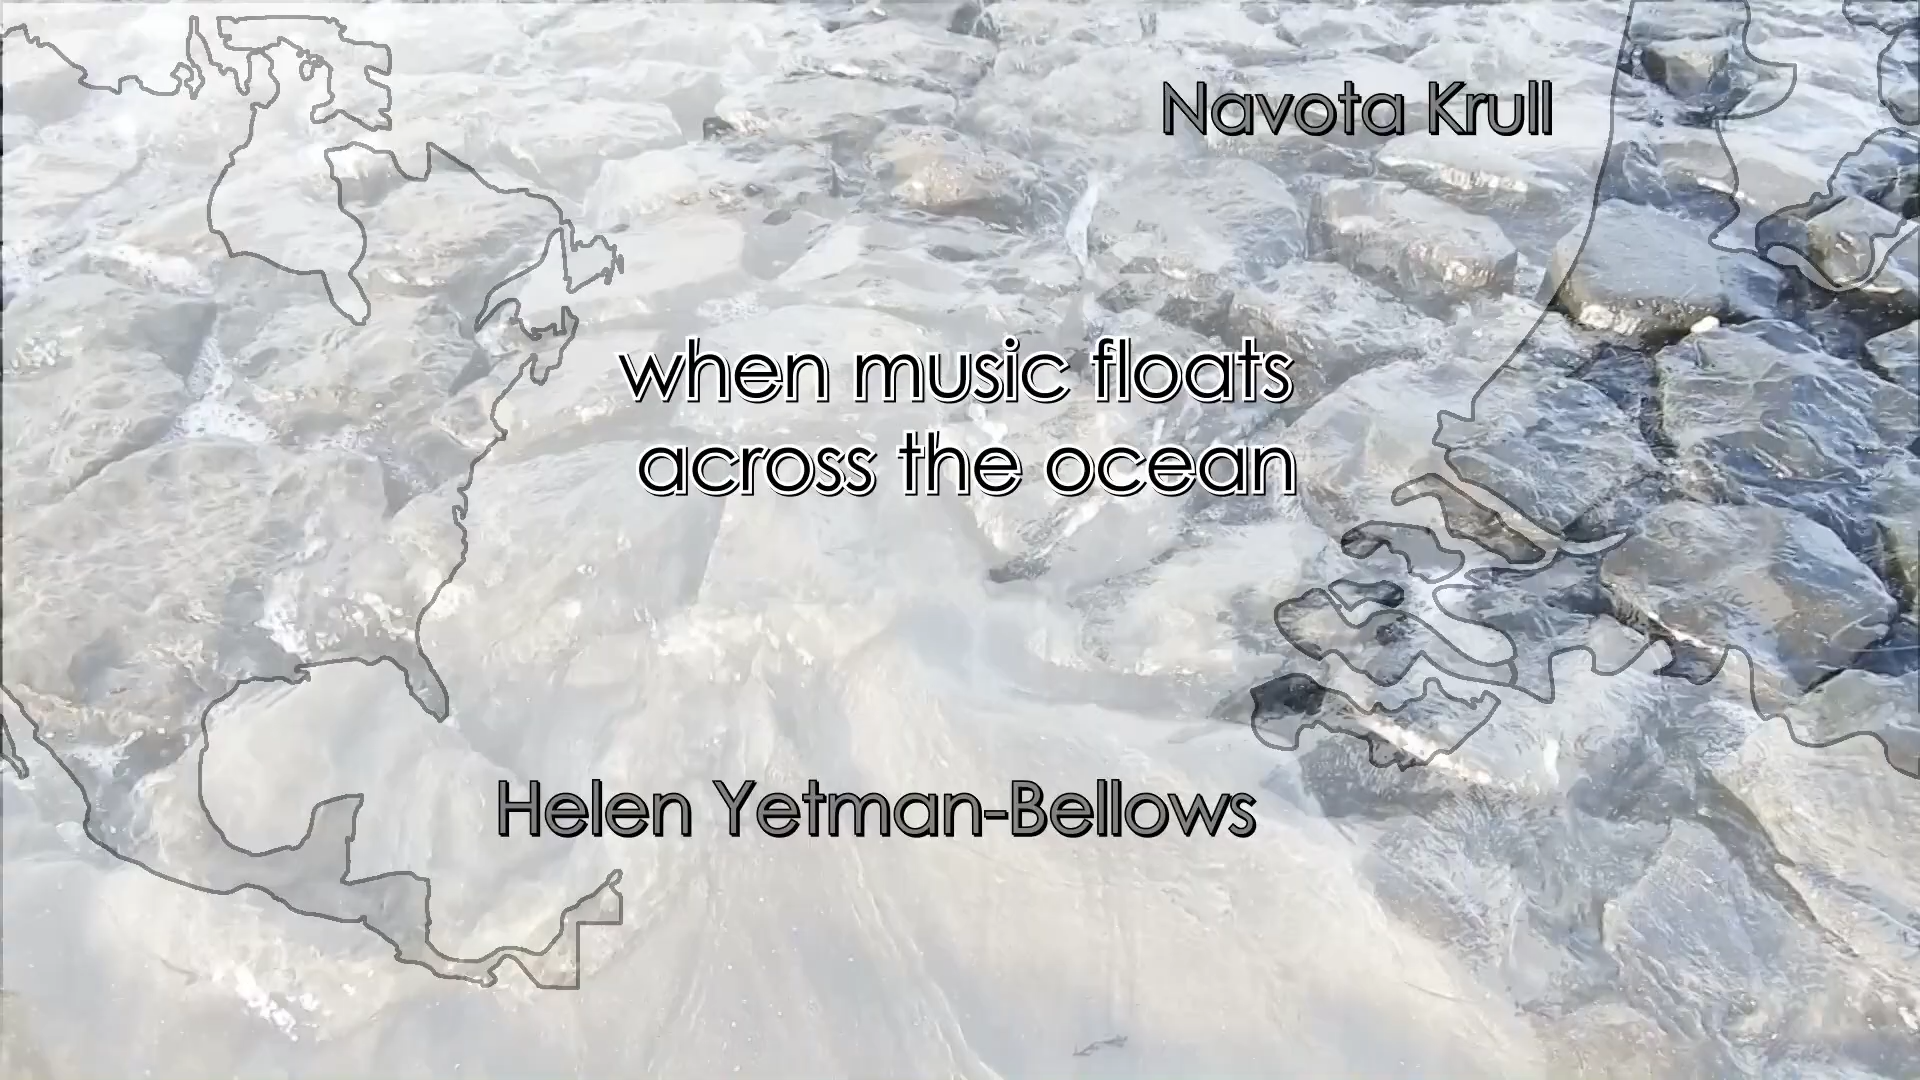 Navota Krull
when music floats
across the ocean
Helen Yetman-Bellows